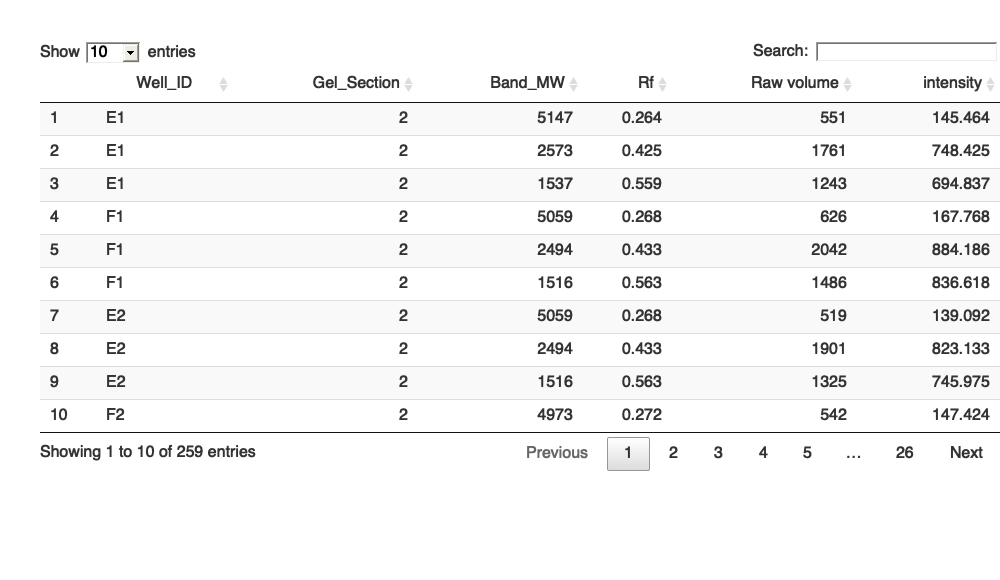 Show 10 entries Search:
Well_ID Gel_Section Band_MW Rf Raw volume intensity
1 E1 2 5147 0.264 551 145.464
2 E1 2 2573 0.425 1761 748.425
3 E1 2 1537 0.559 1243 694.837
4 F1 2 5059 0.268 626 167.768
5 F1 2 2494 0.433 2042 884.186
6 F1 2 1516 0.563 1486 836.618
7 E2 2 5059 0.268 519 139.092
8 E2 2 2494 0.433 1901 823.133
9 E2 2 1516 0.563 1325 745.975
10 F2 2 4973 0.272 542 147.424
Showing 1 to 10 of 259 entries Previous 1 2 3 4 5 … 26 Next